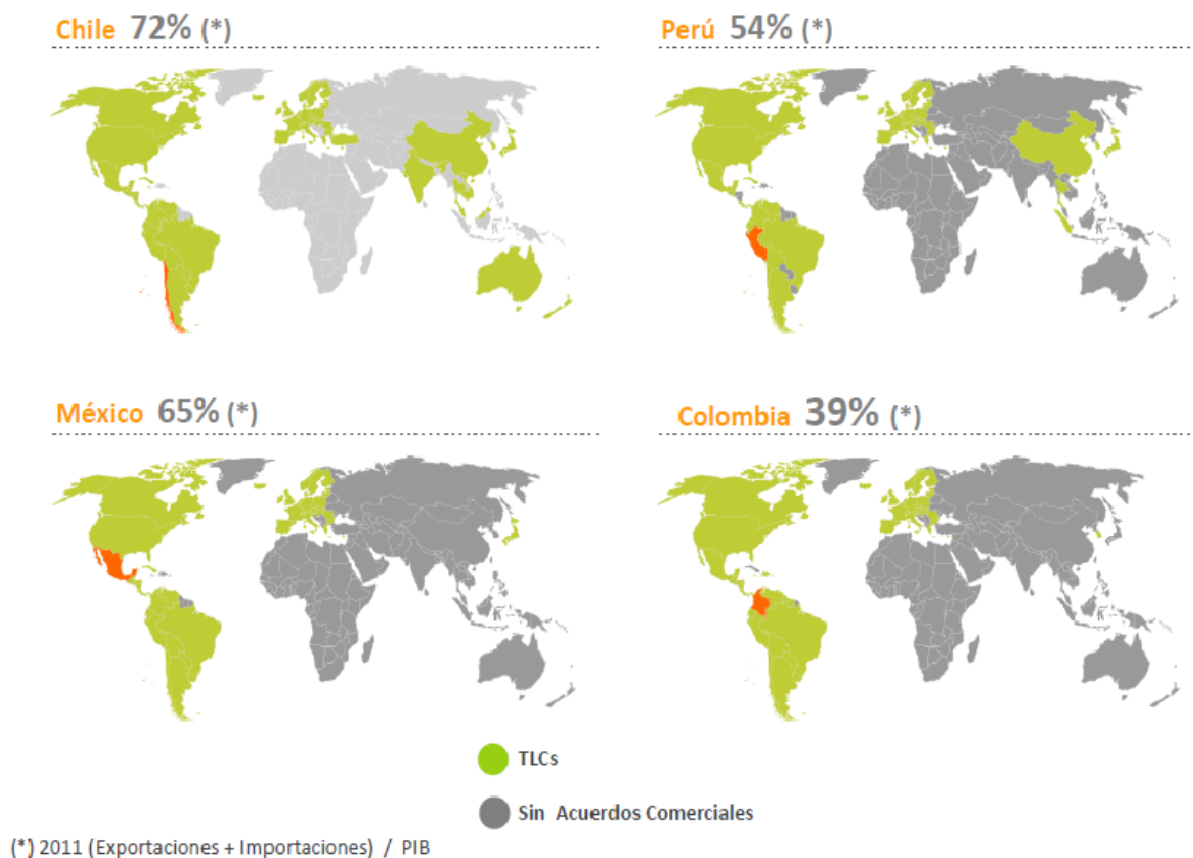 Chile 72% (*)
Perú 54% (*)
México 65% (*)
Colombia 39% (*)
TLCs
Sin Acuerdos Comerciales
(*) 2011 (Exportaciones + Importaciones) / PIB